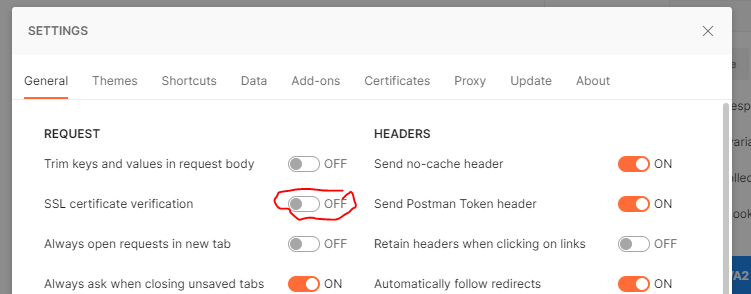 SETTINGS
General Themes Shortcuts Data Add-ons Certificates Proxy Update About
REQUEST
HEADERS
Trim keys and values in request body OFF
Send no-cache header ON
SSL certificate verification OFF
Send Postman Token header ON
Always open requests in new tab OFF
Retain headers when clicking on links OFF
Always ask when closing unsaved tabs ON
Automatically follow redirects ON